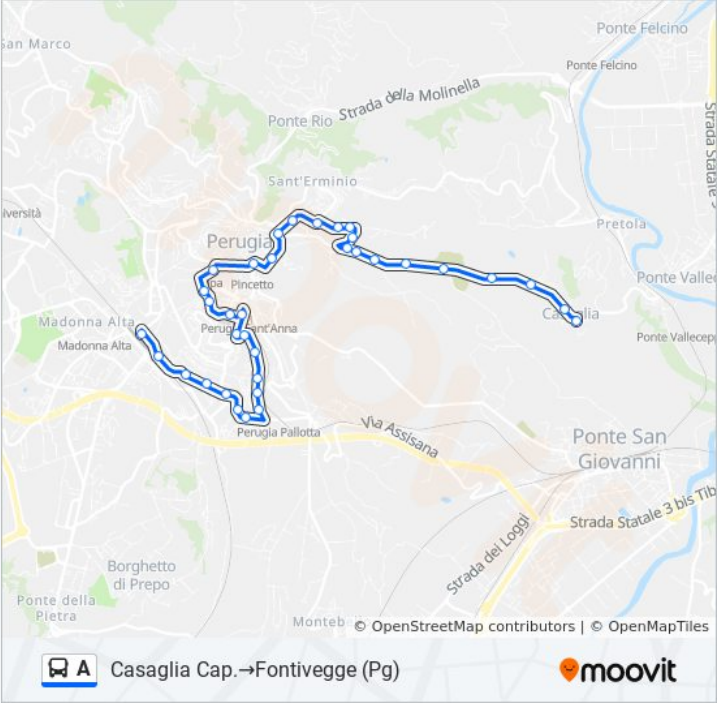 Ponte Felcino
San Marco
Ponte Felcino
Strada della Molinella
Ponte Rio
Strada Statale 3
Sant'Erminio
iversità
Pretola
Perugia
Ponte Valle
Pincetto
Casaglia
Madonna Alta
Perugia Sant'Anna
Madonna Alta
Ponte Vallecep
Via Assisana
Perugia Pallotta
Ponte San
Giovanni
Strada Statale 3 bis Tib
Strada dei Loggi
Borghetto
di Prepo
Ponte della
Pietra
Monteb
© OpenStreetMap contributors | © OpenMapTiles
A Casaglia Cap.→Fontivegge (Pg)
moovit